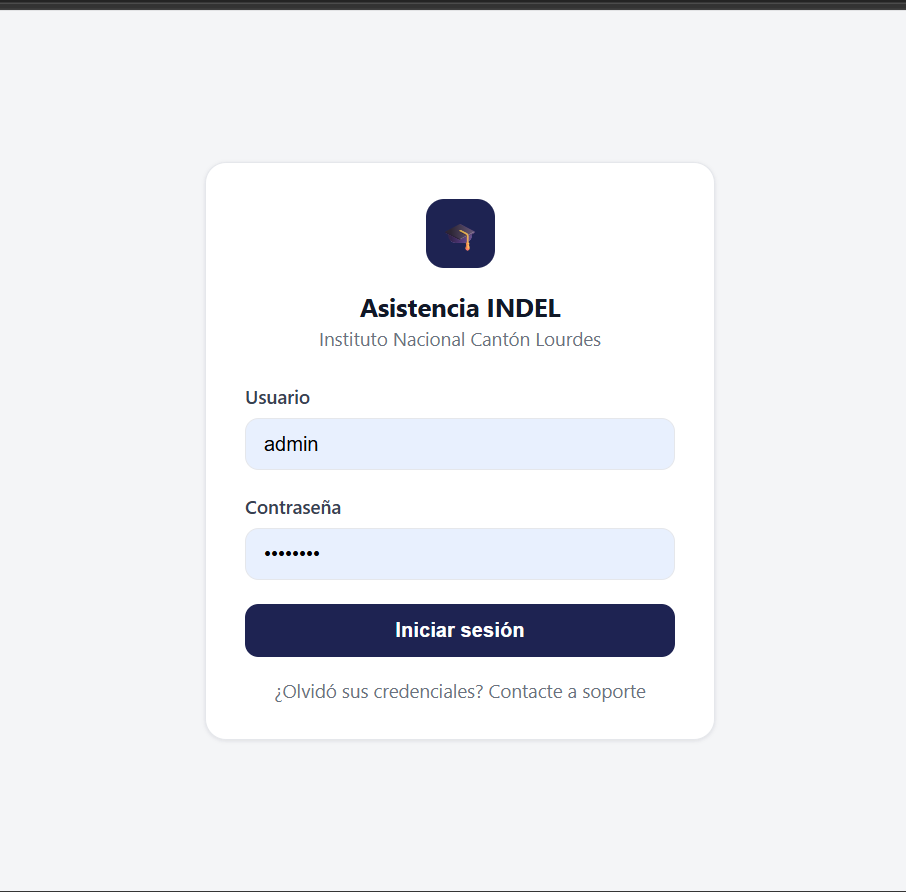 Asistencia INDEL
Instituto Nacional Cantón Lourdes
Usuario
admin
Contraseña
••••••••
Iniciar sesión
¿Olvidó sus credenciales? Contacte a soporte